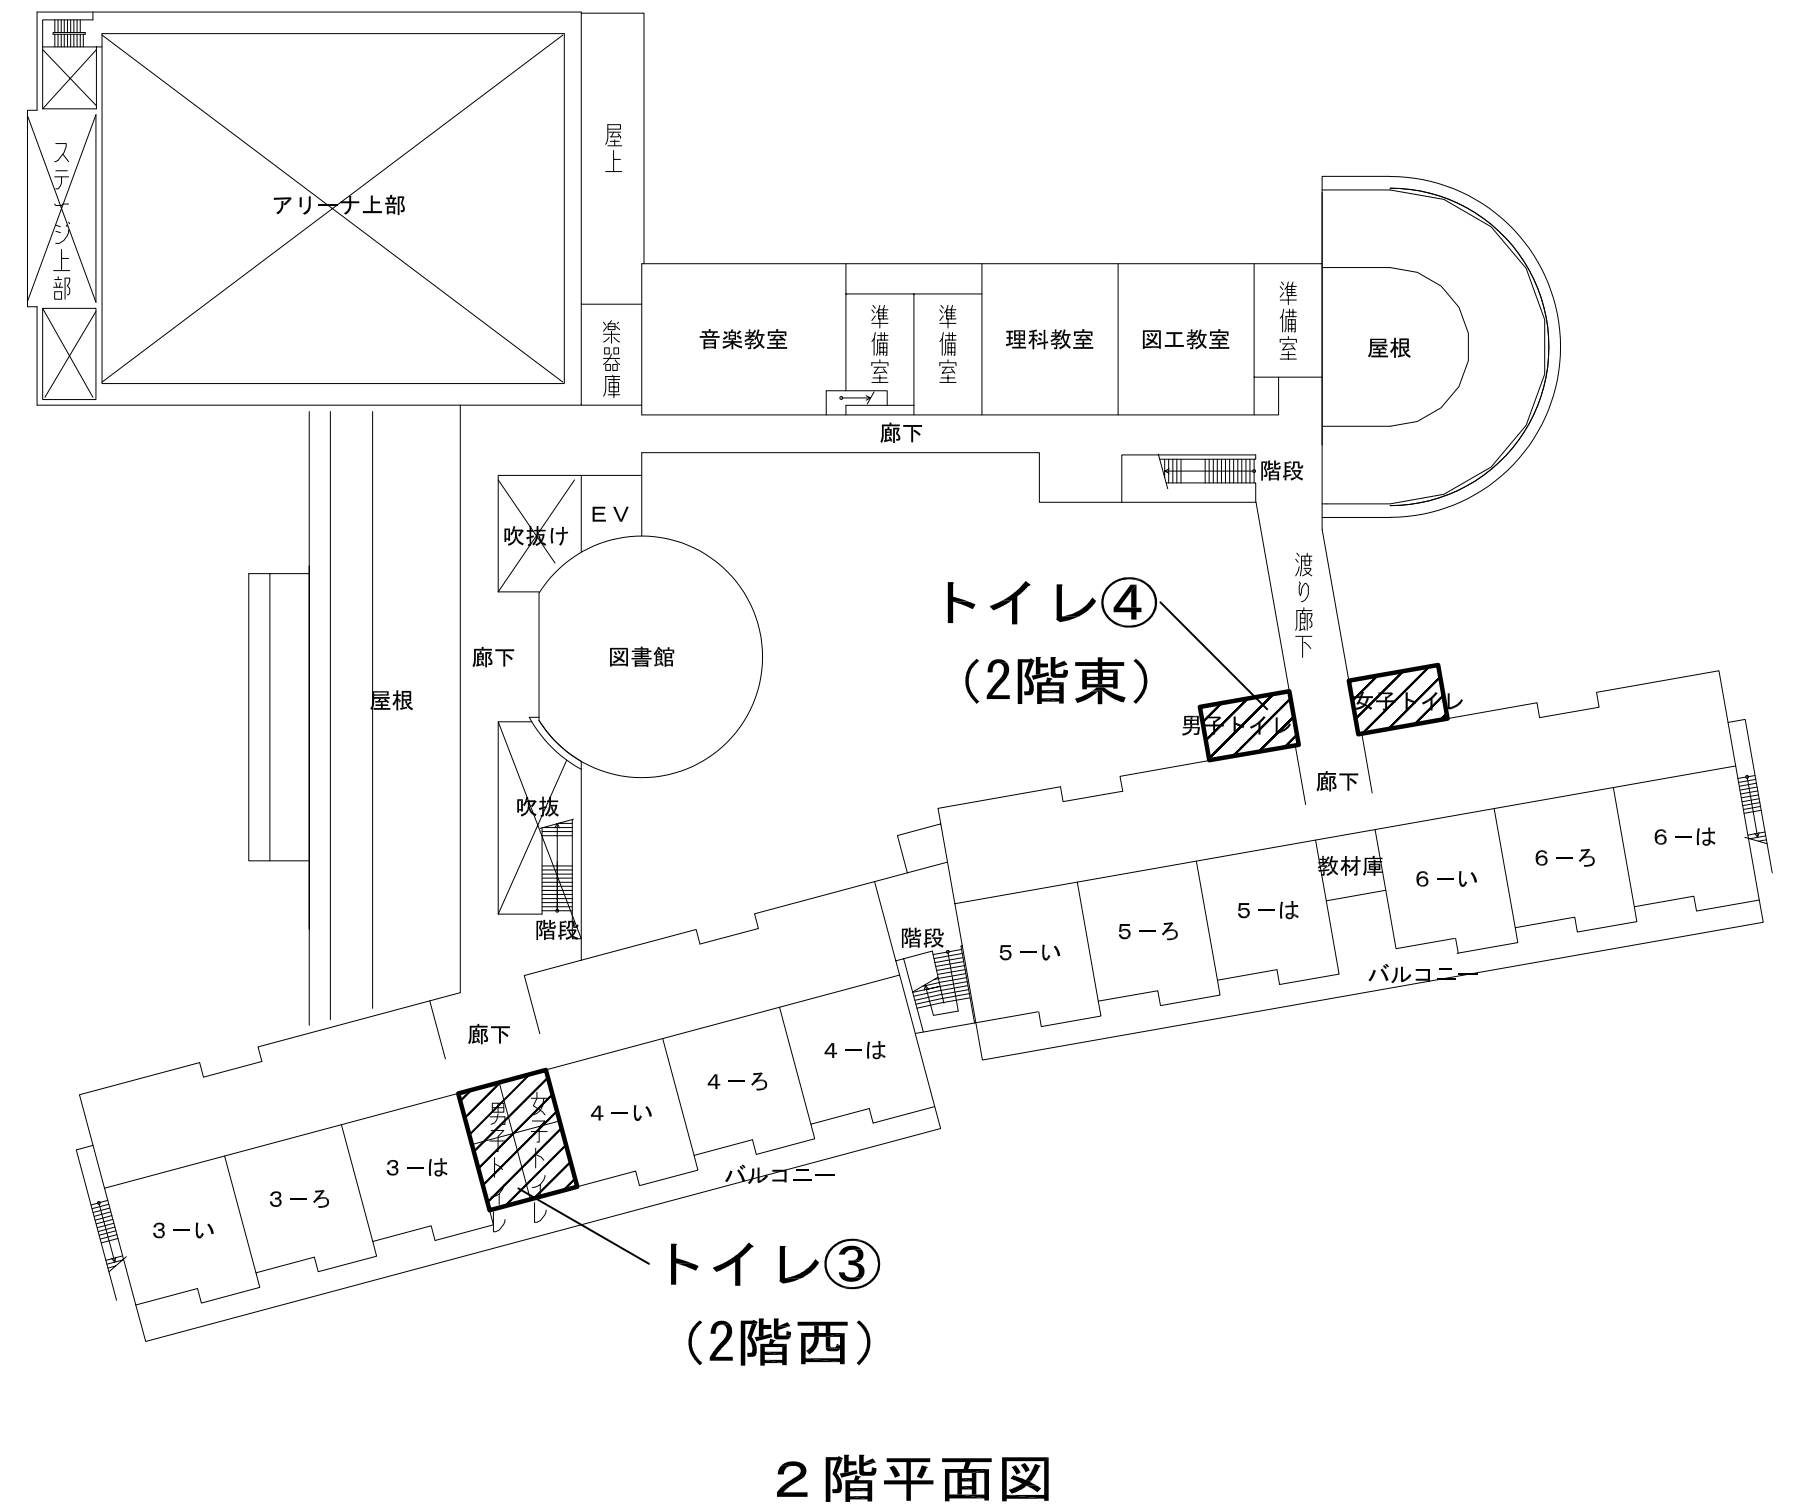 屋上
ステージ上部
アリーナ上部
楽器庫
音楽教室
準備室
準備室
理科教室
図工教室
準備室
屋根
廊下
階段
EV
吹抜け
渡り廊下
トイレ④
(2階東)
廊下
図書館
屋根
男子トイレ
女子トイレ
廊下
吹抜
階段
階段
教材庫
5ーい
5ーろ
5ーは
6ーい
6ーろ
6ーは
バルコニー
廊下
3ーい
3ーろ
3ーは
男子トイレ
女子トイレ
4ーい
4ーろ
4ーは
バルコニー
トイレ③
(2階西)
2階平面図